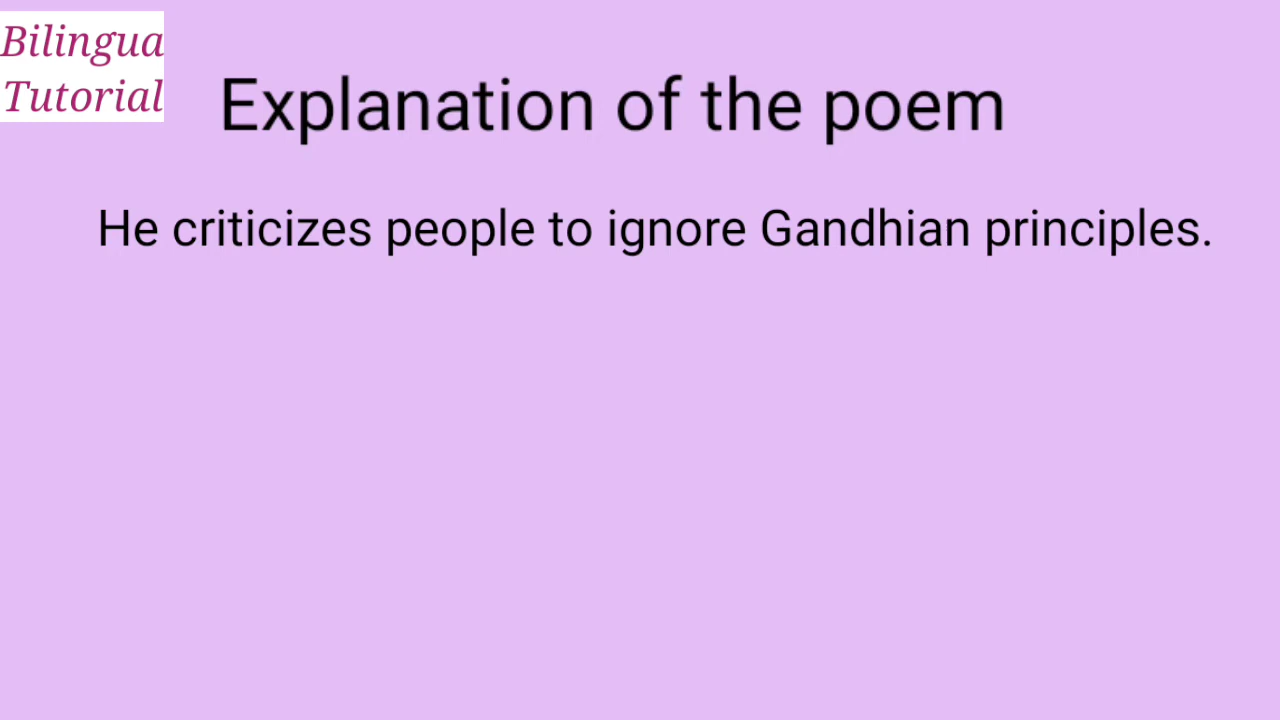 Bilingua
Tutorial
Explanation of the poem
He criticizes people to ignore Gandhian principles.